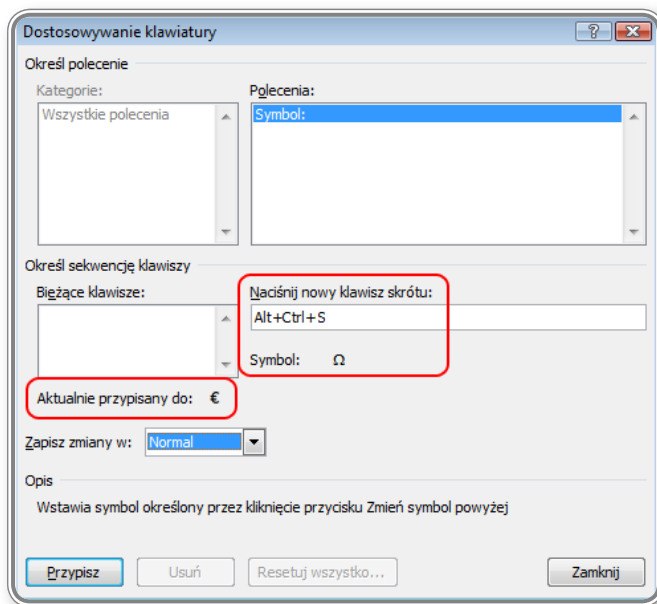 Dostosowywanie klawiatury
Określ polecenie
Kategorie:
Polecenia:
Wszystkie polecenia
Symbol:
Określ sekwencję klawiszy
Bieżące klawisze:
Naciśnij nowy klawisz skrótu:
Alt+Ctrl+S
Symbol: Ω
Aktualnie przypisany do: €
Zapisz zmiany w: Normal
Opis
Wstawia symbol określony przez kliknięcie przycisku Zmień symbol powyżej
Przypisz
Usuń
Resetuj wszystko...
Zamknij